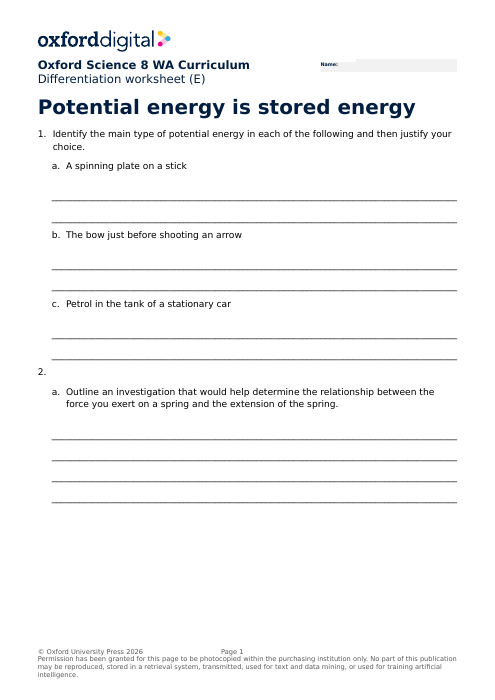 oxforddigital
Oxford Science 8 WA Curriculum
Name:
Differentiation worksheet (E)
Potential energy is stored energy
1. Identify the main type of potential energy in each of the following and then justify your
choice.
a. A spinning plate on a stick
b. The bow just before shooting an arrow
c. Petrol in the tank of a stationary car
2.
a. Outline an investigation that would help determine the relationship between the
force you exert on a spring and the extension of the spring.
© Oxford University Press 2026 Page 1
Permission has been granted for this page to be photocopied within the purchasing institution only. No part of this publication
may be reproduced, stored in a retrieval system, transmitted, used for text and data mining, or used for training artificial
intelligence.